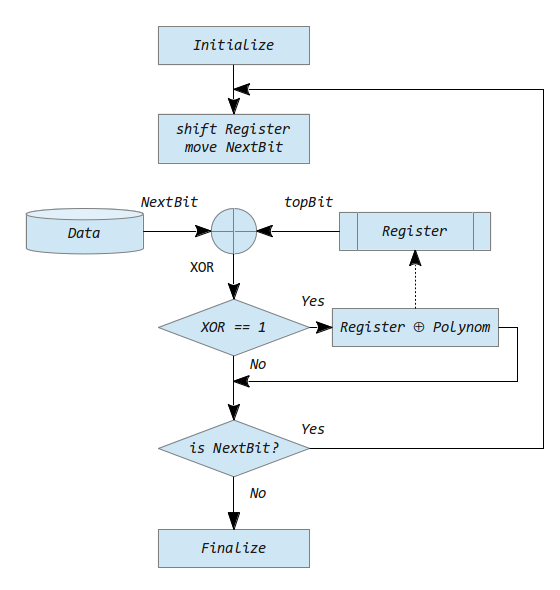 Initialize
shift Register
move NextBit
NextBit
topBit
Data
Register
XOR
Yes
XOR == 1
Register ⊕ Polynom
No
Yes
is NextBit?
No
Finalize